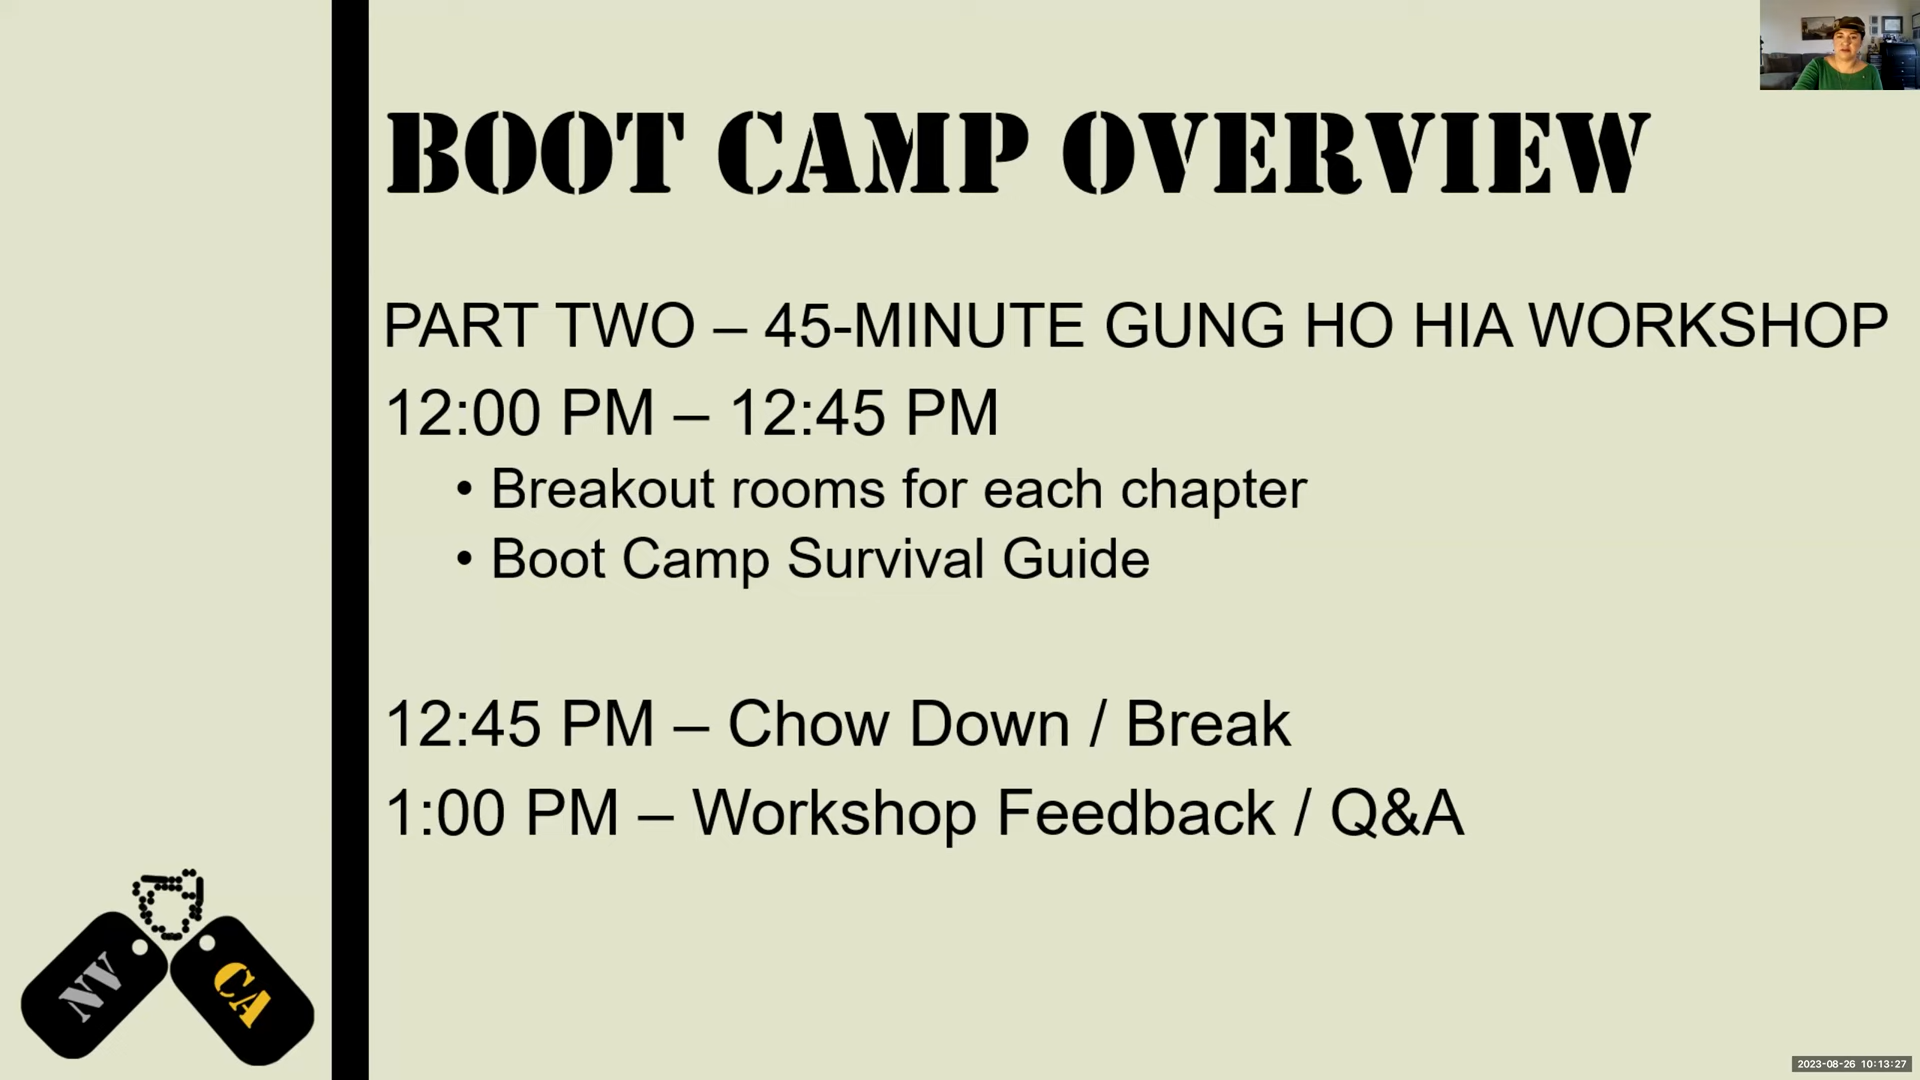 BOOT CAMP OVERVIEW
PART TWO – 45-MINUTE GUNG HO HIA WORKSHOP
12:00 PM – 12:45 PM
• Breakout rooms for each chapter
• Boot Camp Survival Guide
12:45 PM – Chow Down / Break
1:00 PM – Workshop Feedback / Q&A
NV
CA
2023-08-26 10:13:27